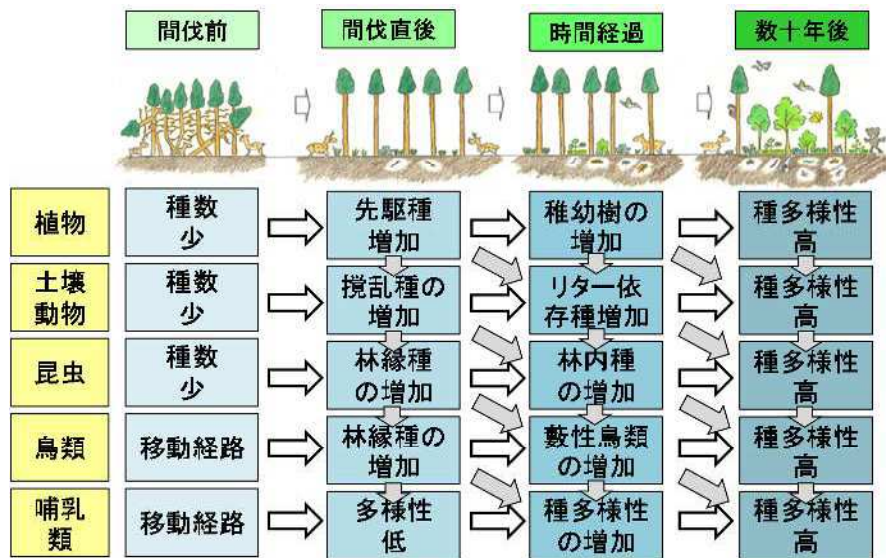 間伐前
間伐直後
時間経過
数十年後
植物
種数
少
先駆種
増加
稚幼樹の
増加
種多様性
高
土壌
動物
種数
少
撹乱種の
増加
リター依
存種増加
種多様性
高
昆虫
種数
少
林縁種
の増加
林内種
の増加
種多様性
高
鳥類
移動経路
林縁種の
増加
藪性鳥類
の増加
種多様性
高
哺乳
類
移動経路
多様性
低
種多様性
の増加
種多様性
高